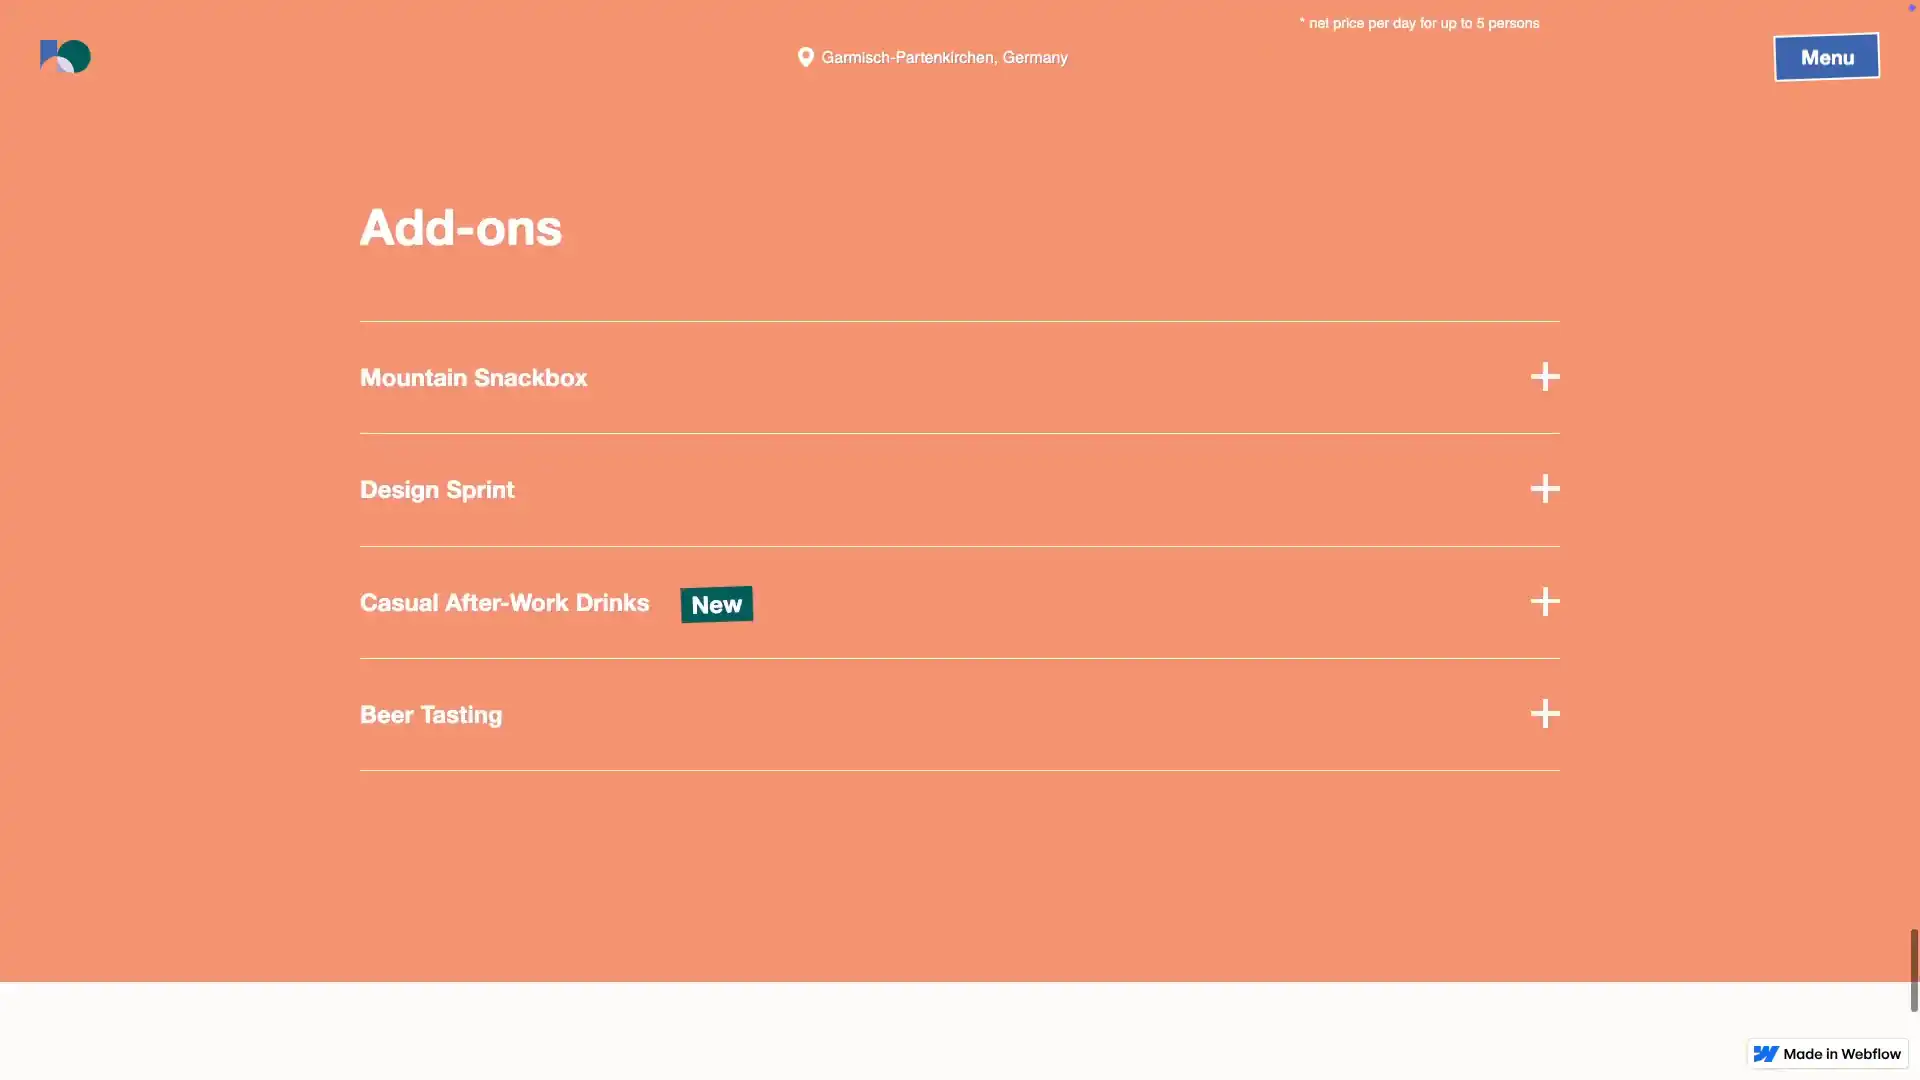 * net price per day for up to 5 persons
Garmisch-Partenkirchen, Germany
Menu
Add-ons
Mountain Snackbox
Design Sprint
Casual After-Work Drinks New
Beer Tasting
Made in Webflow